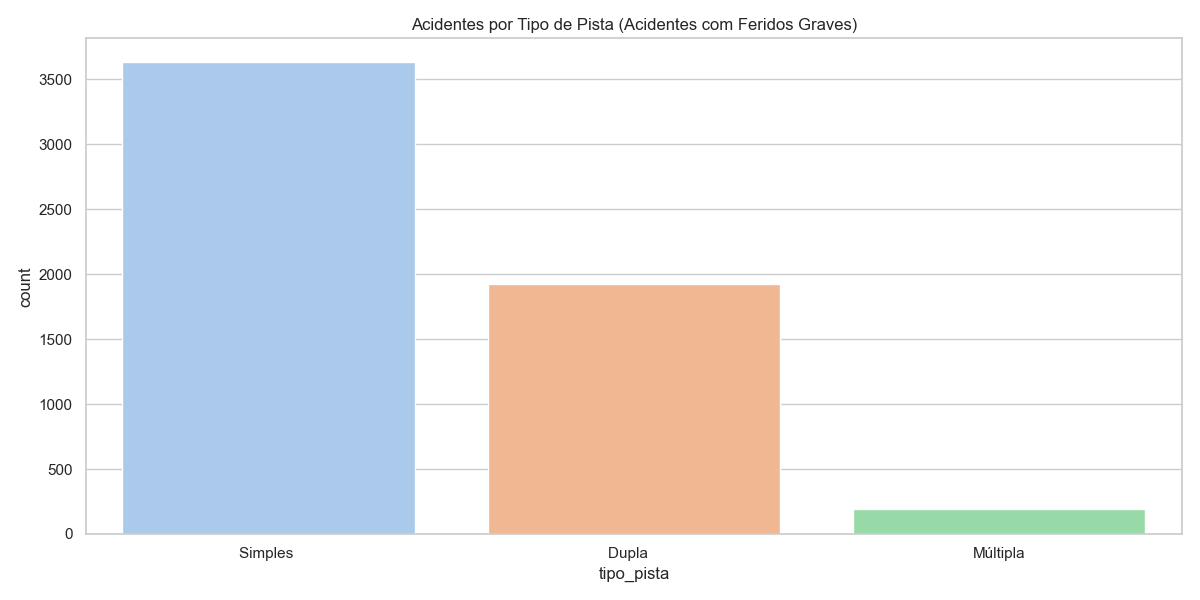 Acidentes por Tipo de Pista (Acidentes com Feridos Graves)
count
3500
3000
2500
2000
1500
1000
500
0
Simples
Dupla
Múltipla
tipo_pista